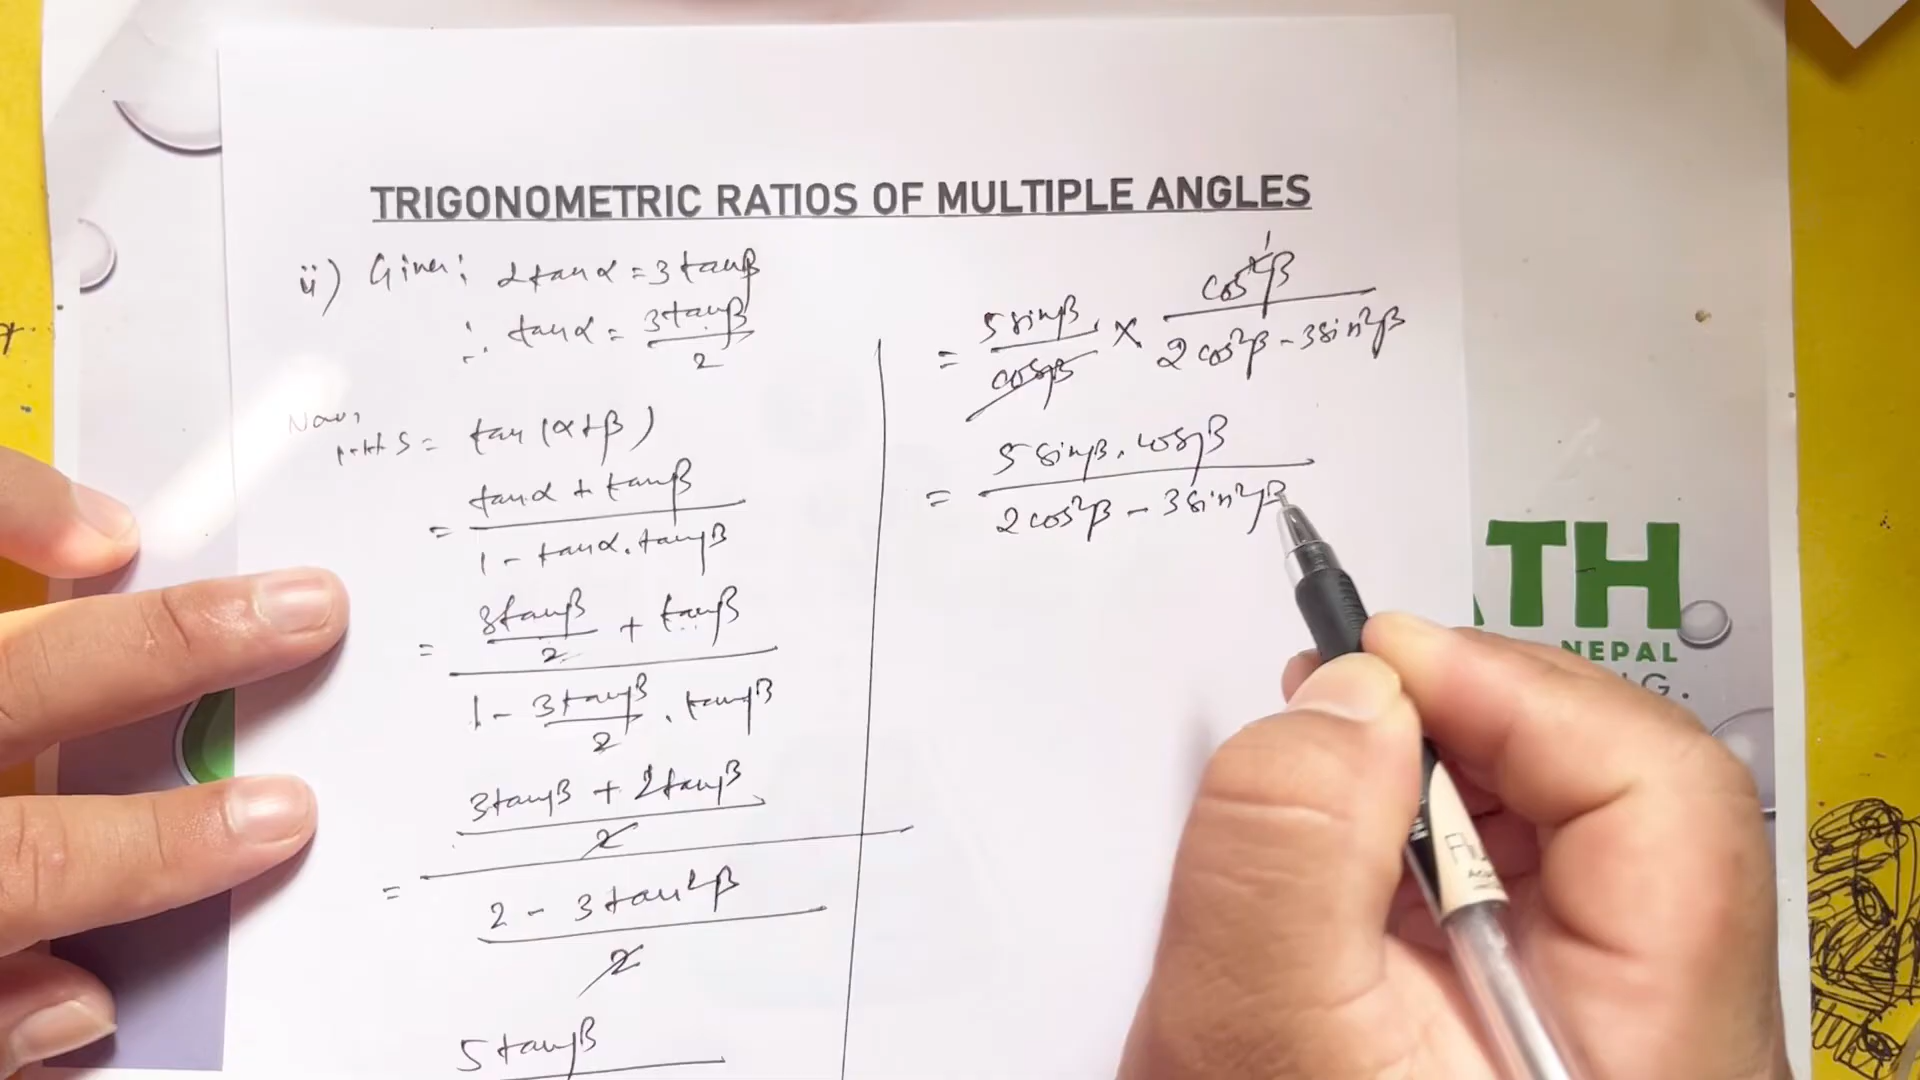 TRIGONOMETRIC RATIOS OF MULTIPLE ANGLES
ii) Given: 2tanα = 3tanβ
∴ tanα = 3tanβ / 2
Now,
= tan (α+β)
= tanα + tanβ / 1 - tanα.tanβ
= 3tanβ / 2 + tanβ / 1 - 3tanβ / 2 . tanβ
= 3tanβ + 2tanβ / 2 / 2 - 3tan²β / 2
5tanβ
= 5sinβ / cosβ × cos²β / 2cos²β - 3sin²β
= 5sinβ.cosβ / 2cos²β - 3sin²β
TH
NEPAL
G.